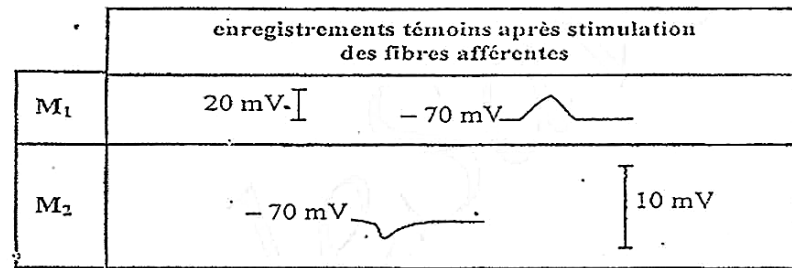 enregistrements témoins après stimulation
des fibres afférentes
M₁
20 mV
– 70 mV
M₂
– 70 mV
10 mV